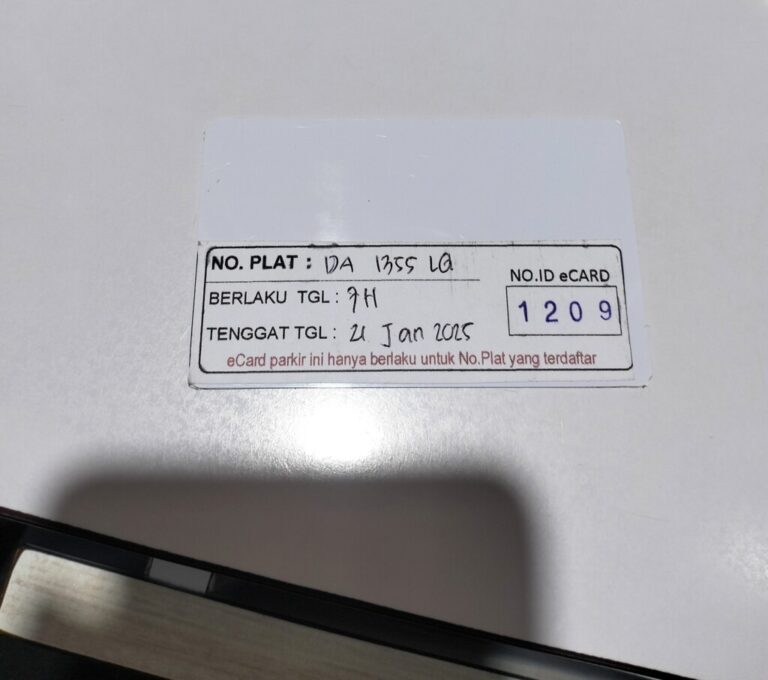 NO. PLAT : DA 1355 LQ
BERLAKU TGL : 7H
TENGGAT TGL : 21 Jan 2025
NO.ID eCARD
1209
eCard parkir ini hanya berlaku untuk No.Plat yang terdaftar